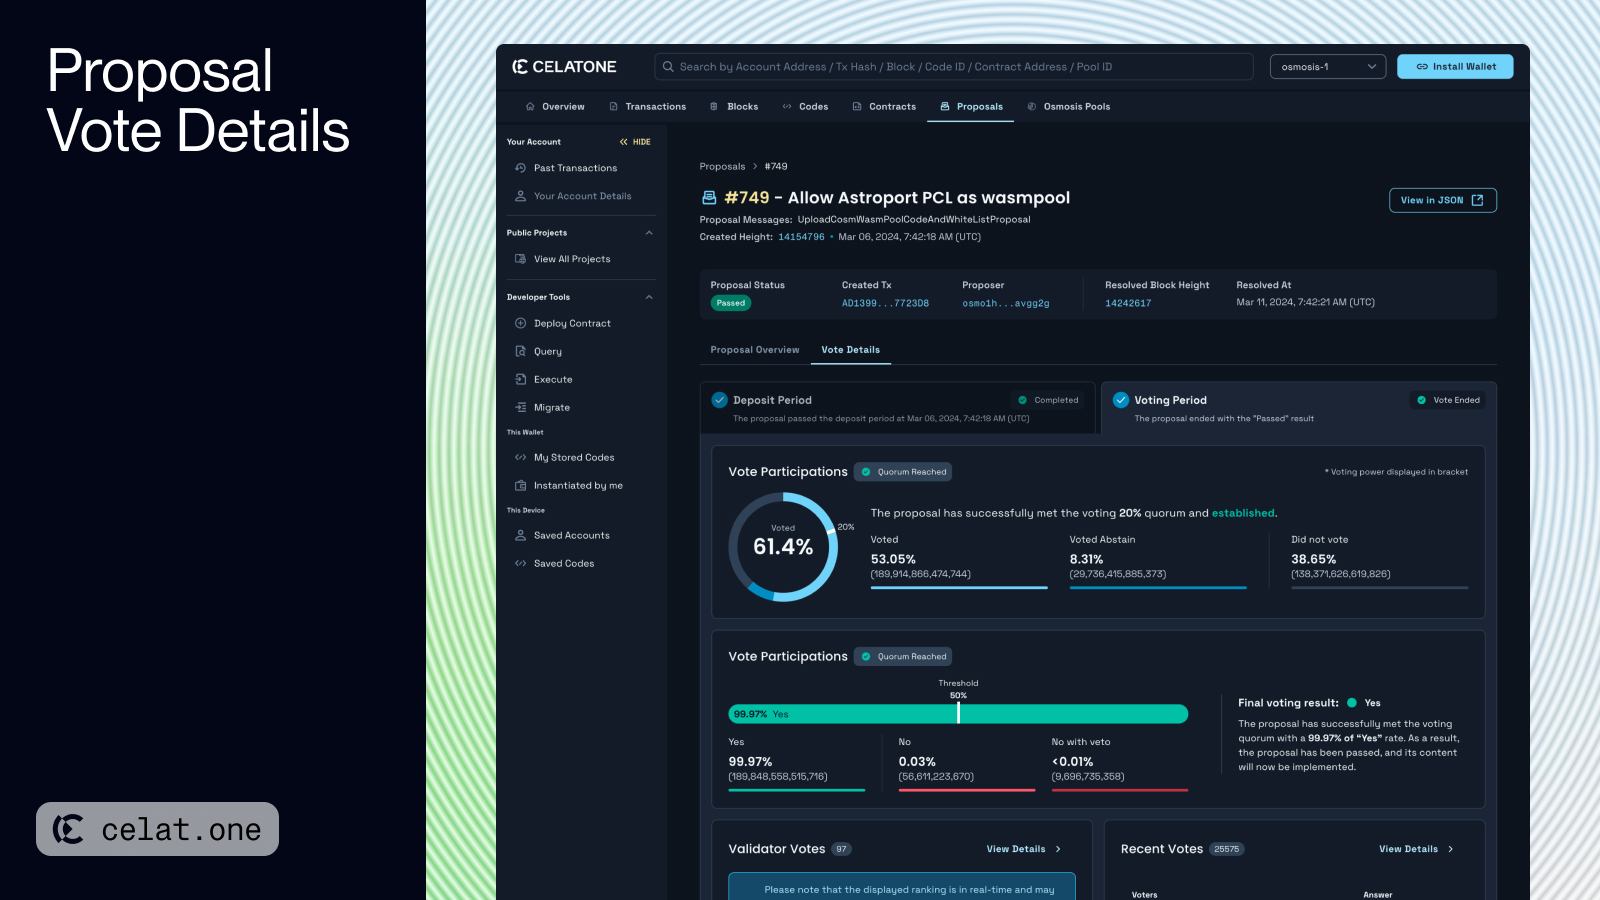 Proposal
Vote Details
celat.one
CELATONE
Search by Account Address / Tx Hash / Block / Code ID / Contract Address / Pool ID
osmosis-1
Install Wallet
Overview Transactions Blocks Codes Contracts Proposals Osmosis Pools
Your Account HIDE
Past Transactions
Your Account Details
Public Projects
View All Projects
Developer Tools
Deploy Contract
Query
Execute
Migrate
This Wallet
My Stored Codes
Instantiated by me
This Device
Saved Accounts
Saved Codes
Proposals > #749
#749 - Allow Astroport PCL as wasmpool
View in JSON
Proposal Messages: UploadCosmWasmPoolCodeAndWhiteListProposal
Created Height: 14154796 • Mar 06, 2024, 7:42:18 AM (UTC)
Proposal Status Created Tx Proposer Resolved Block Height Resolved At
Passed AD1399...7723D8 osmo1h...avgg2g 14242617 Mar 11, 2024, 7:42:21 AM (UTC)
Proposal Overview Vote Details
Deposit Period Completed
The proposal passed the deposit period at Mar 06, 2024, 7:42:18 AM (UTC)
Voting Period Vote Ended
The proposal ended with the "Passed" result
Vote Participations Quorum Reached
* Voting power displayed in bracket
Voted
61.4%
20%
The proposal has successfully met the voting 20% quorum and established.
Voted Voted Abstain Did not vote
53.05% 8.31% 38.65%
(189,914,866,474,744) (29,736,415,885,373) (138,371,626,619,826)
Vote Participations Quorum Reached
Threshold
50%
99.97% Yes
Yes No No with veto
99.97% 0.03% <0.01%
(189,848,558,515,716) (56,611,223,670) (9,696,735,358)
Final voting result: Yes
The proposal has successfully met the voting
quorum with a 99.97% of “Yes” rate. As a result,
the proposal has been passed, and its content
will now be implemented.
Validator Votes 97 View Details >
Please note that the displayed ranking is in real-time and may
Recent Votes 25575 View Details >
Voters Answer